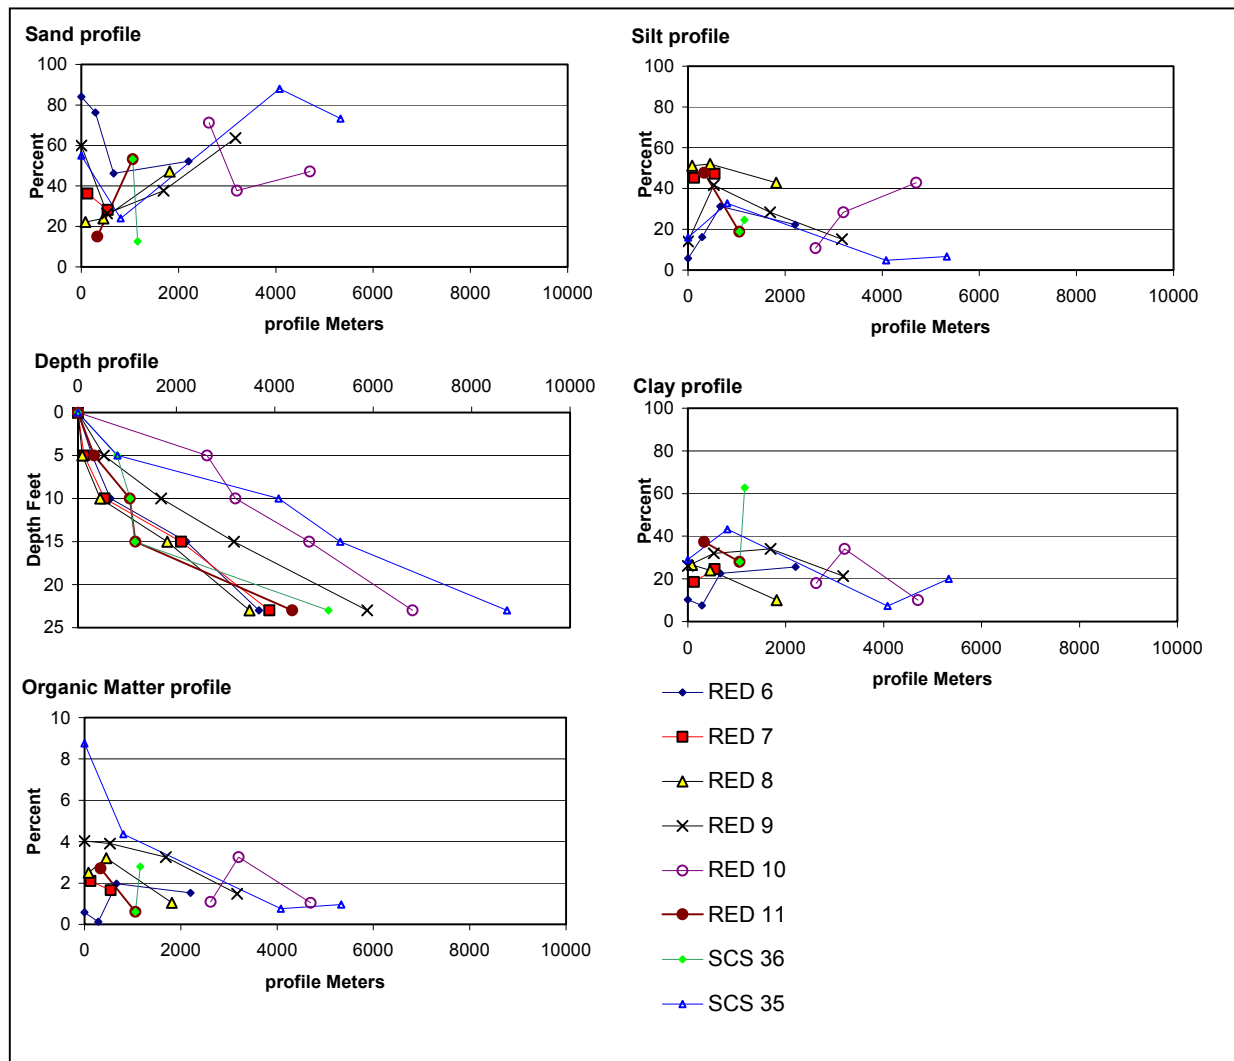 Sand profile
100
80
60
40
20
0
Percent
0 2000 4000 6000 8000 10000
profile Meters
Silt profile
100
80
60
40
20
0
Percent
0 2000 4000 6000 8000 10000
profile Meters
Depth profile
0 2000 4000 6000 8000 10000
0
5
10
15
20
25
Depth Feet
Clay profile
100
80
60
40
20
0
Percent
0 2000 4000 6000 8000 10000
profile Meters
Organic Matter profile
10
8
6
4
2
0
Percent
0 2000 4000 6000 8000 10000
profile Meters
RED 6
RED 7
RED 8
RED 9
RED 10
RED 11
SCS 36
SCS 35